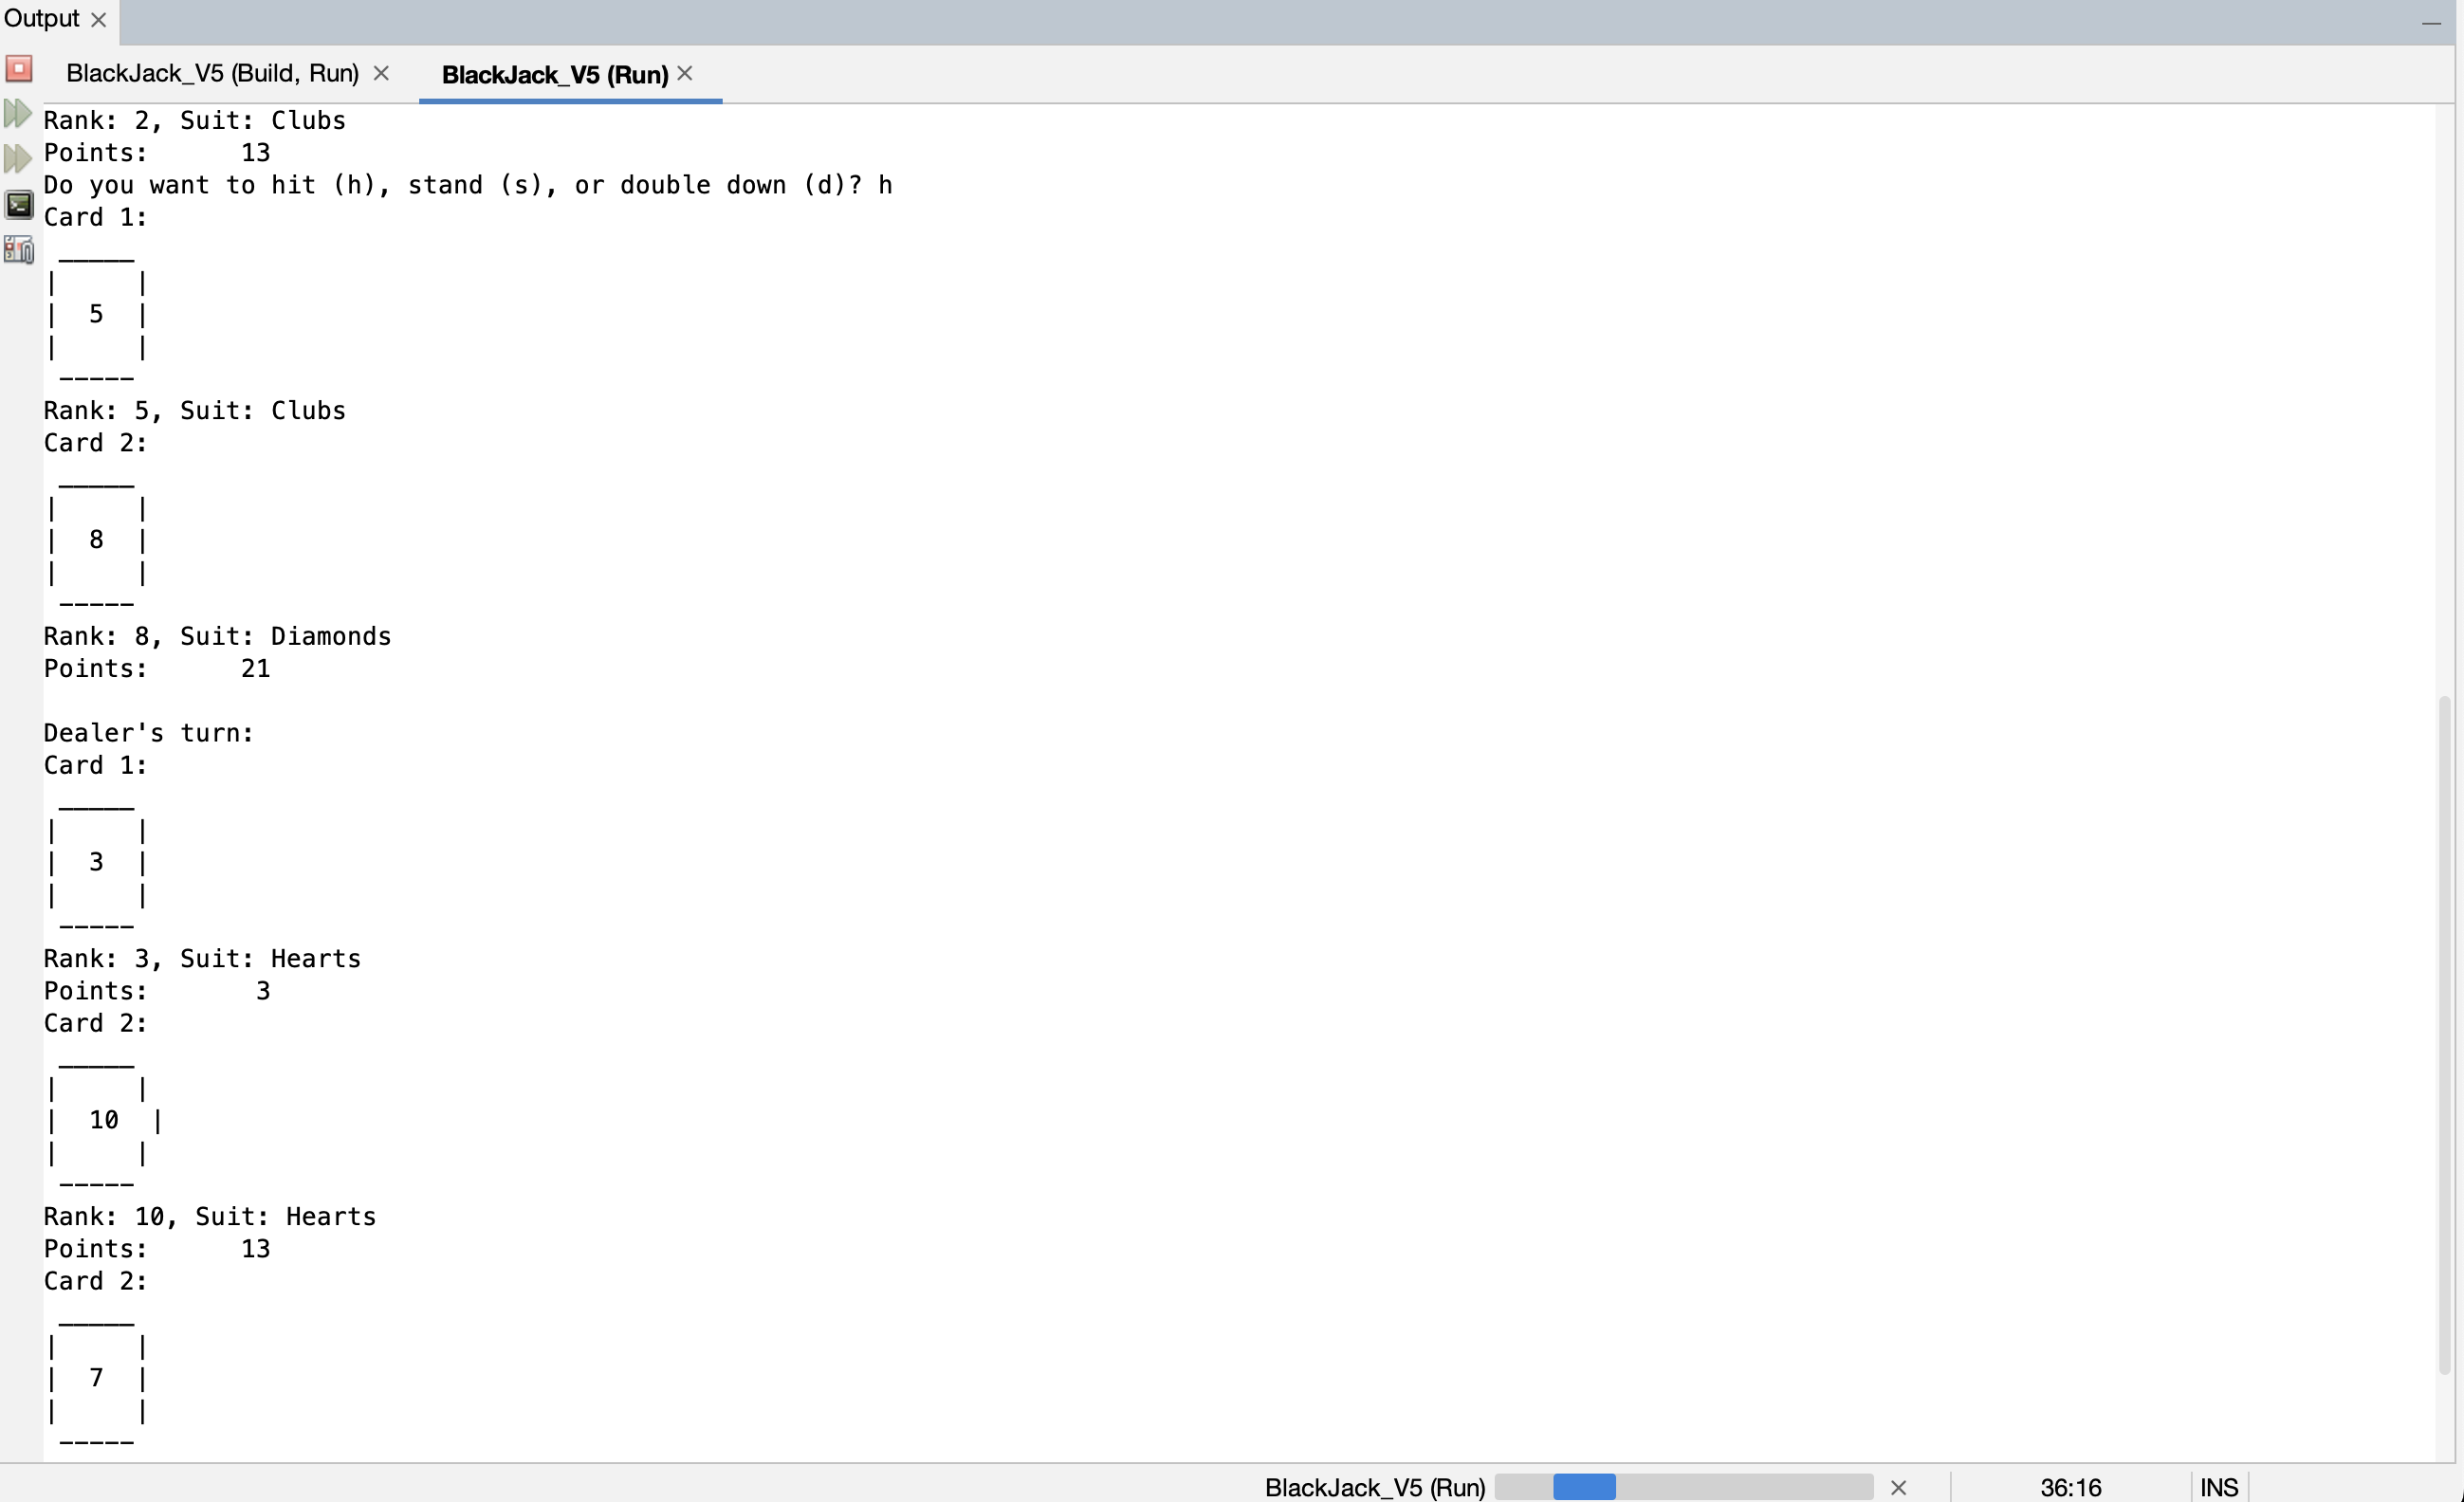 Output
BlackJack_V5 (Build, Run) BlackJack_V5 (Run)
Rank: 2, Suit: Clubs
Points:      13
Do you want to hit (h), stand (s), or double down (d)? h
Card 1:
 _____
|     |
|  5  |
|     |
 -----
Rank: 5, Suit: Clubs
Card 2:
 _____
|     |
|  8  |
|     |
 -----
Rank: 8, Suit: Diamonds
Points:      21

Dealer's turn:
Card 1:
 _____
|     |
|  3  |
|     |
 -----
Rank: 3, Suit: Hearts
Points:       3
Card 2:
 _____
|     |
|  10  |
|     |
 -----
Rank: 10, Suit: Hearts
Points:      13
Card 2:
 _____
|     |
|  7  |
|     |
 -----
BlackJack_V5 (Run) 36:16 INS